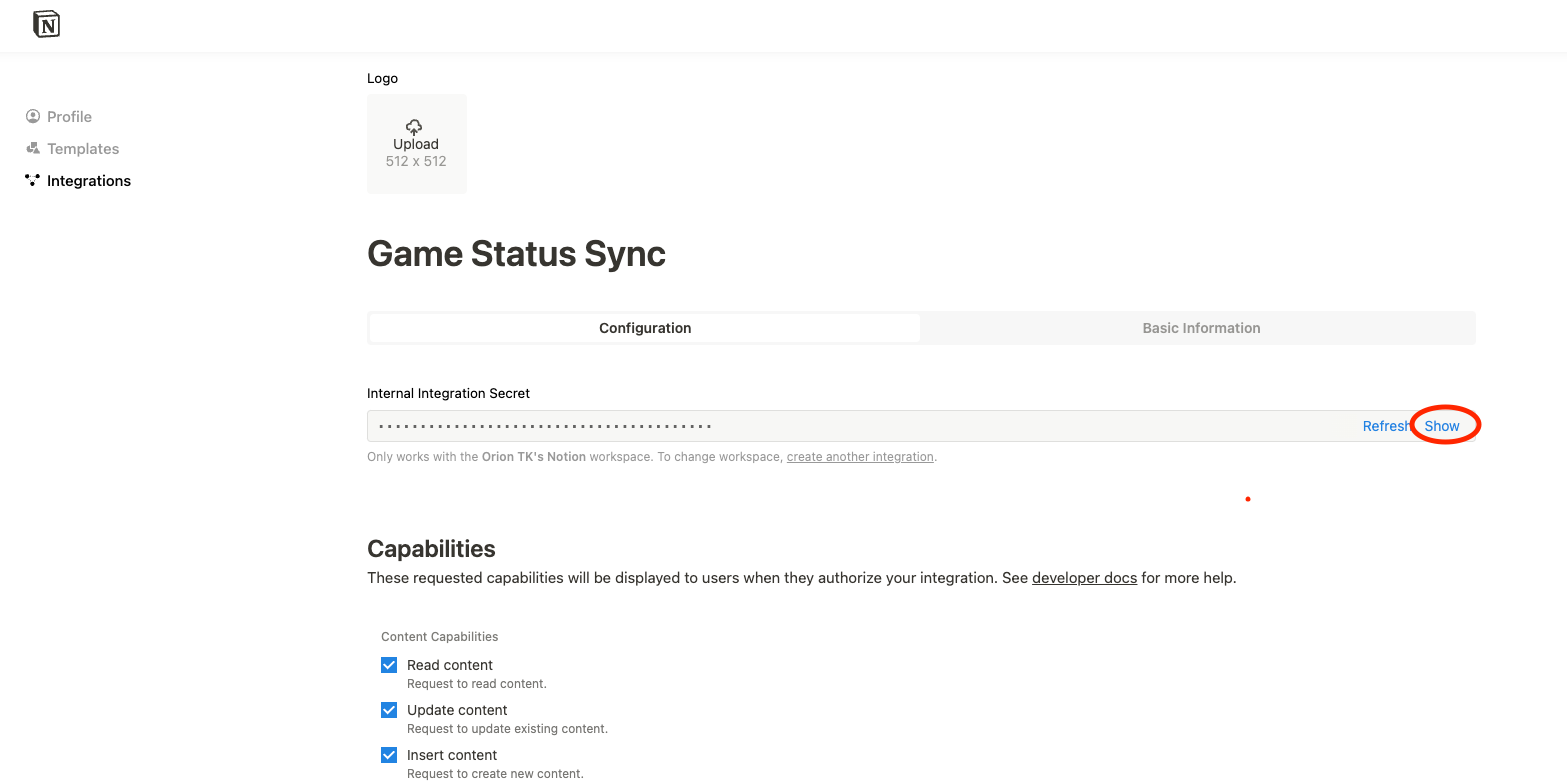 N
Profile
Templates
Integrations
Logo
Upload
512 x 512
Game Status Sync
Configuration
Basic Information
Internal Integration Secret
Refresh
Show
Only works with the Orion TK's Notion workspace. To change workspace, create another integration.
Capabilities
These requested capabilities will be displayed to users when they authorize your integration. See developer docs for more help.
Content Capabilities
Read content
Request to read content.
Update content
Request to update existing content.
Insert content
Request to create new content.